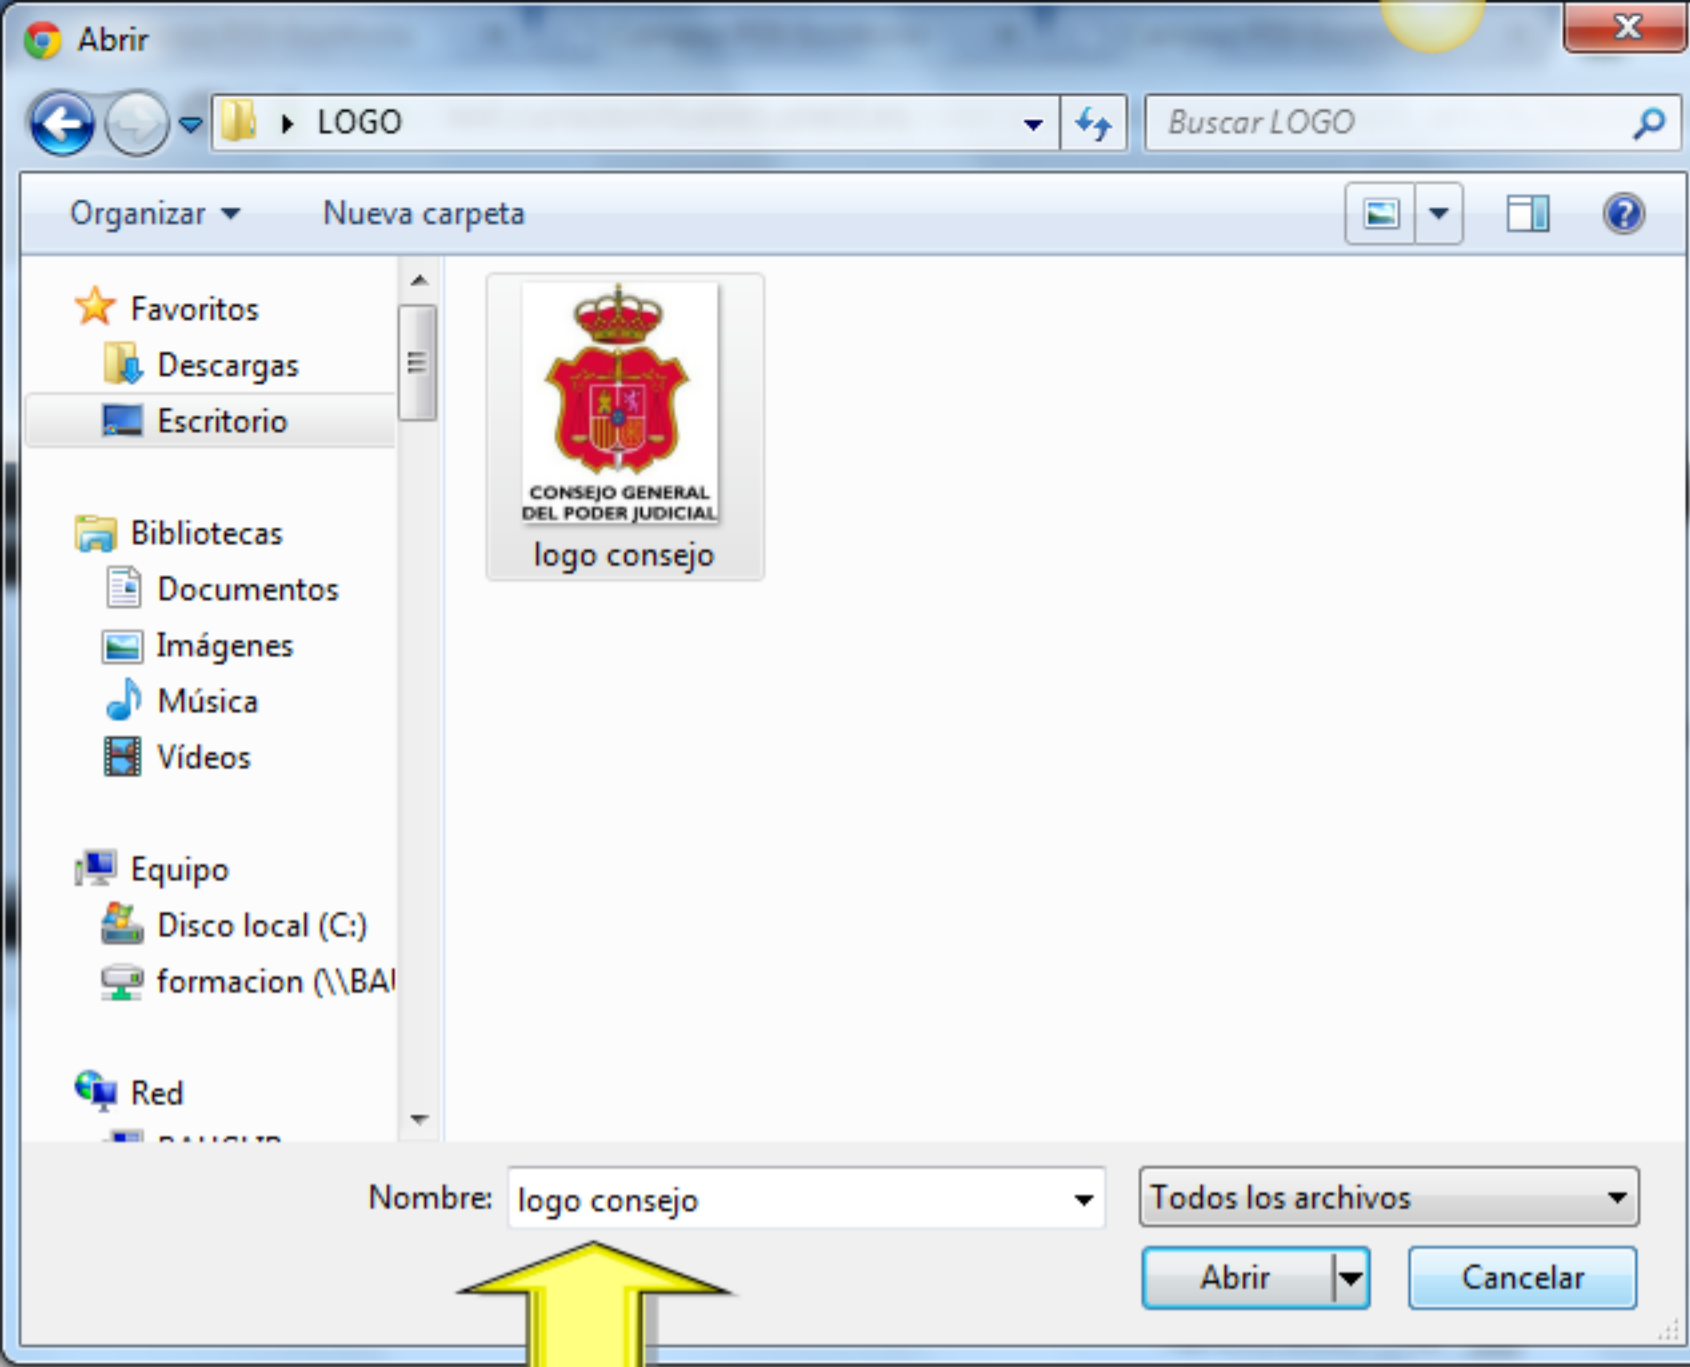 Abrir
LOGO
Buscar LOGO
Organizar
Nueva carpeta
Favoritos
Descargas
Escritorio
Bibliotecas
Documentos
Imágenes
Música
Vídeos
Equipo
Disco local (C:)
formacion (\\BAU
Red
CONSEJO GENERAL
DEL PODER JUDICIAL
logo consejo
Nombre: logo consejo
Todos los archivos
Abrir
Cancelar